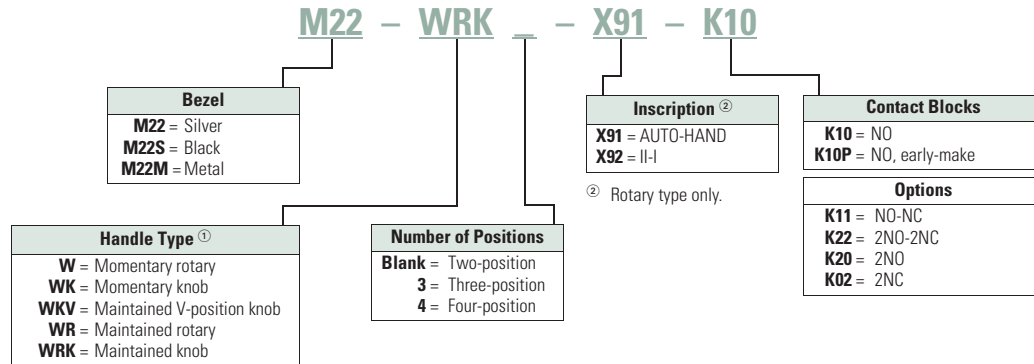 M22 – WRK _ – X91 – K10
Bezel
M22 = Silver
M22S = Black
M22M = Metal
Handle Type ①
W = Momentary rotary
WK = Momentary knob
WKV = Maintained V-position knob
WR = Maintained rotary
WRK = Maintained knob
Number of Positions
Blank = Two-position
3 = Three-position
4 = Four-position
Inscription ②
X91 = AUTO-HAND
X92 = II-I
② Rotary type only.
Contact Blocks
K10 = NO
K10P = NO, early-make
Options
K11 = NO-NC
K22 = 2NO-2NC
K20 = 2NO
K02 = 2NC